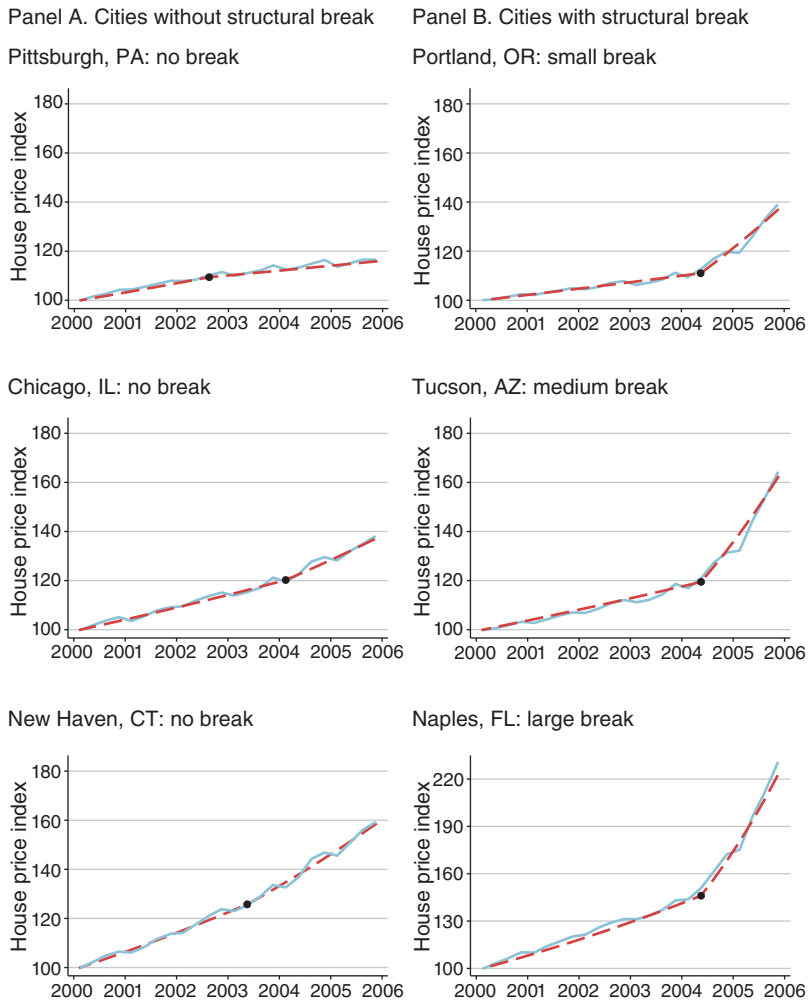 Panel A. Cities without structural break
Pittsburgh, PA: no break
House price index
180
160
140
120
100
2000 2001 2002 2003 2004 2005 2006
Chicago, IL: no break
House price index
180
160
140
120
100
2000 2001 2002 2003 2004 2005 2006
New Haven, CT: no break
House price index
180
160
140
120
100
2000 2001 2002 2003 2004 2005 2006
Panel B. Cities with structural break
Portland, OR: small break
House price index
180
160
140
120
100
2000 2001 2002 2003 2004 2005 2006
Tucson, AZ: medium break
House price index
180
160
140
120
100
2000 2001 2002 2003 2004 2005 2006
Naples, FL: large break
House price index
220
190
160
130
100
2000 2001 2002 2003 2004 2005 2006